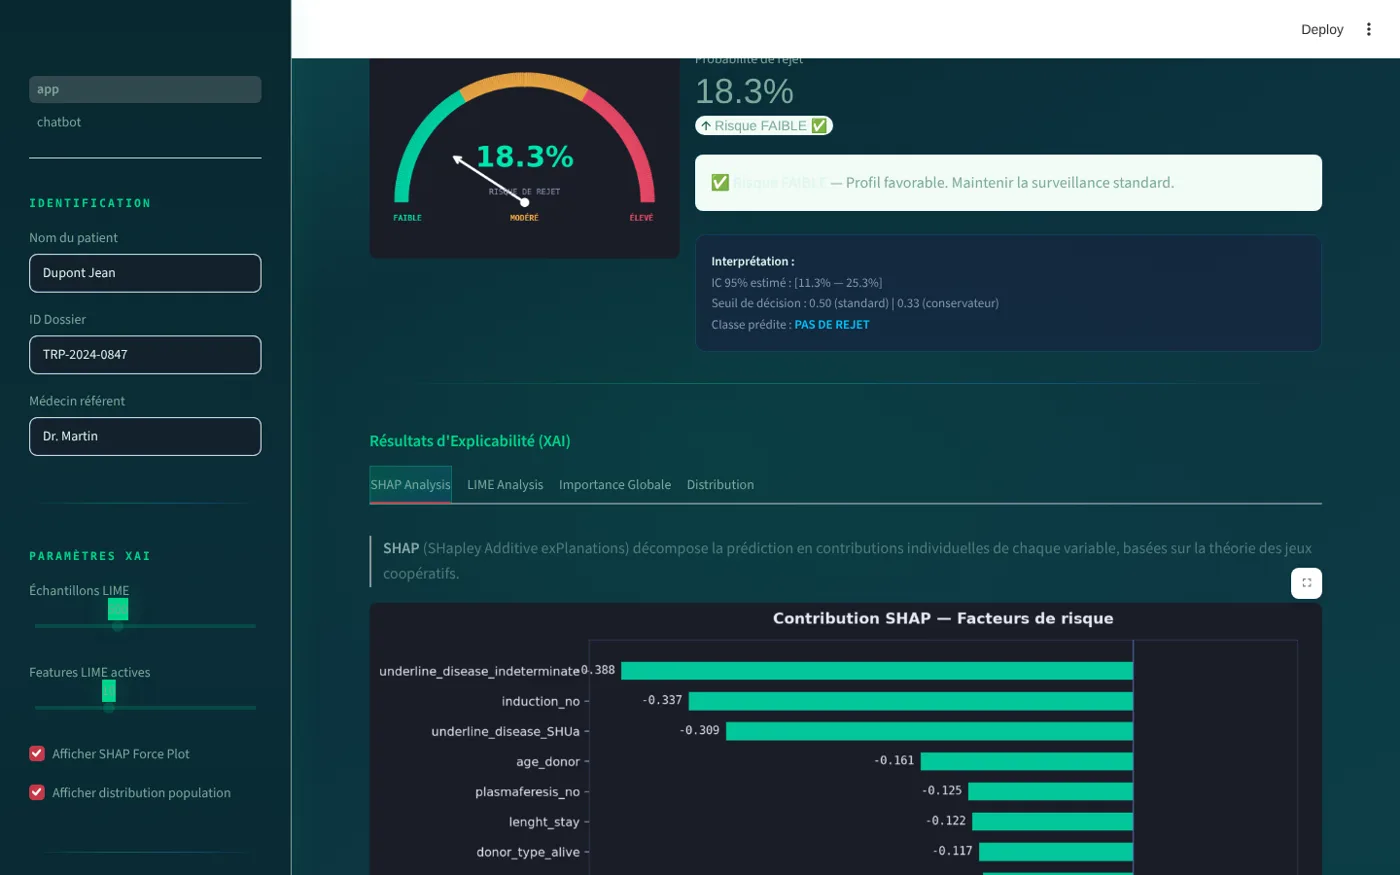 Deploy
app
chatbot
IDENTIFICATION
Nom du patient
Dupont Jean
ID Dossier
TRP-2024-0847
Médecin référent
Dr. Martin
PARAMÈTRES XAI
Échantillons LIME
Features LIME actives
Afficher SHAP Force Plot
Afficher distribution population
18.3%
RISQUE DE REJET
FAIBLE
MODÉRÉ
ÉLEVÉ
Probabilité de rejet
18.3%
Risque FAIBLE ✅
✅ Risque FAIBLE — Profil favorable. Maintenir la surveillance standard.
Interprétation :
IC 95% estimé : [11.3% — 25.3%]
Seuil de décision : 0.50 (standard) | 0.33 (conservateur)
Classe prédite : PAS DE REJET
Résultats d'Explicabilité (XAI)
SHAP Analysis LIME Analysis Importance Globale Distribution
SHAP (SHapley Additive exPlanations) décompose la prédiction en contributions individuelles de chaque variable, basées sur la théorie des jeux
coopératifs.
Contribution SHAP — Facteurs de risque
underline_disease_indeterminate -0.388
induction_no -0.337
underline_disease_SHUa -0.309
age_donor -0.161
plasmaferesis_no -0.125
lenght_stay -0.122
donor_type_alive -0.117